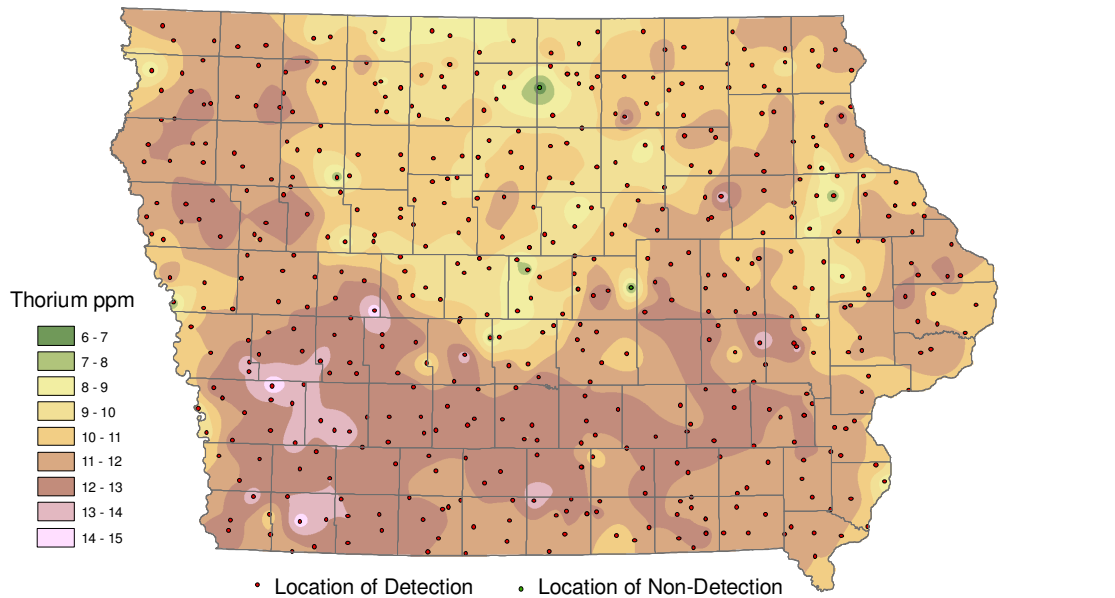 Thorium ppm
6 - 7
7 - 8
8 - 9
9 - 10
10 - 11
11 - 12
12 - 13
13 - 14
14 - 15
Location of Detection Location of Non-Detection